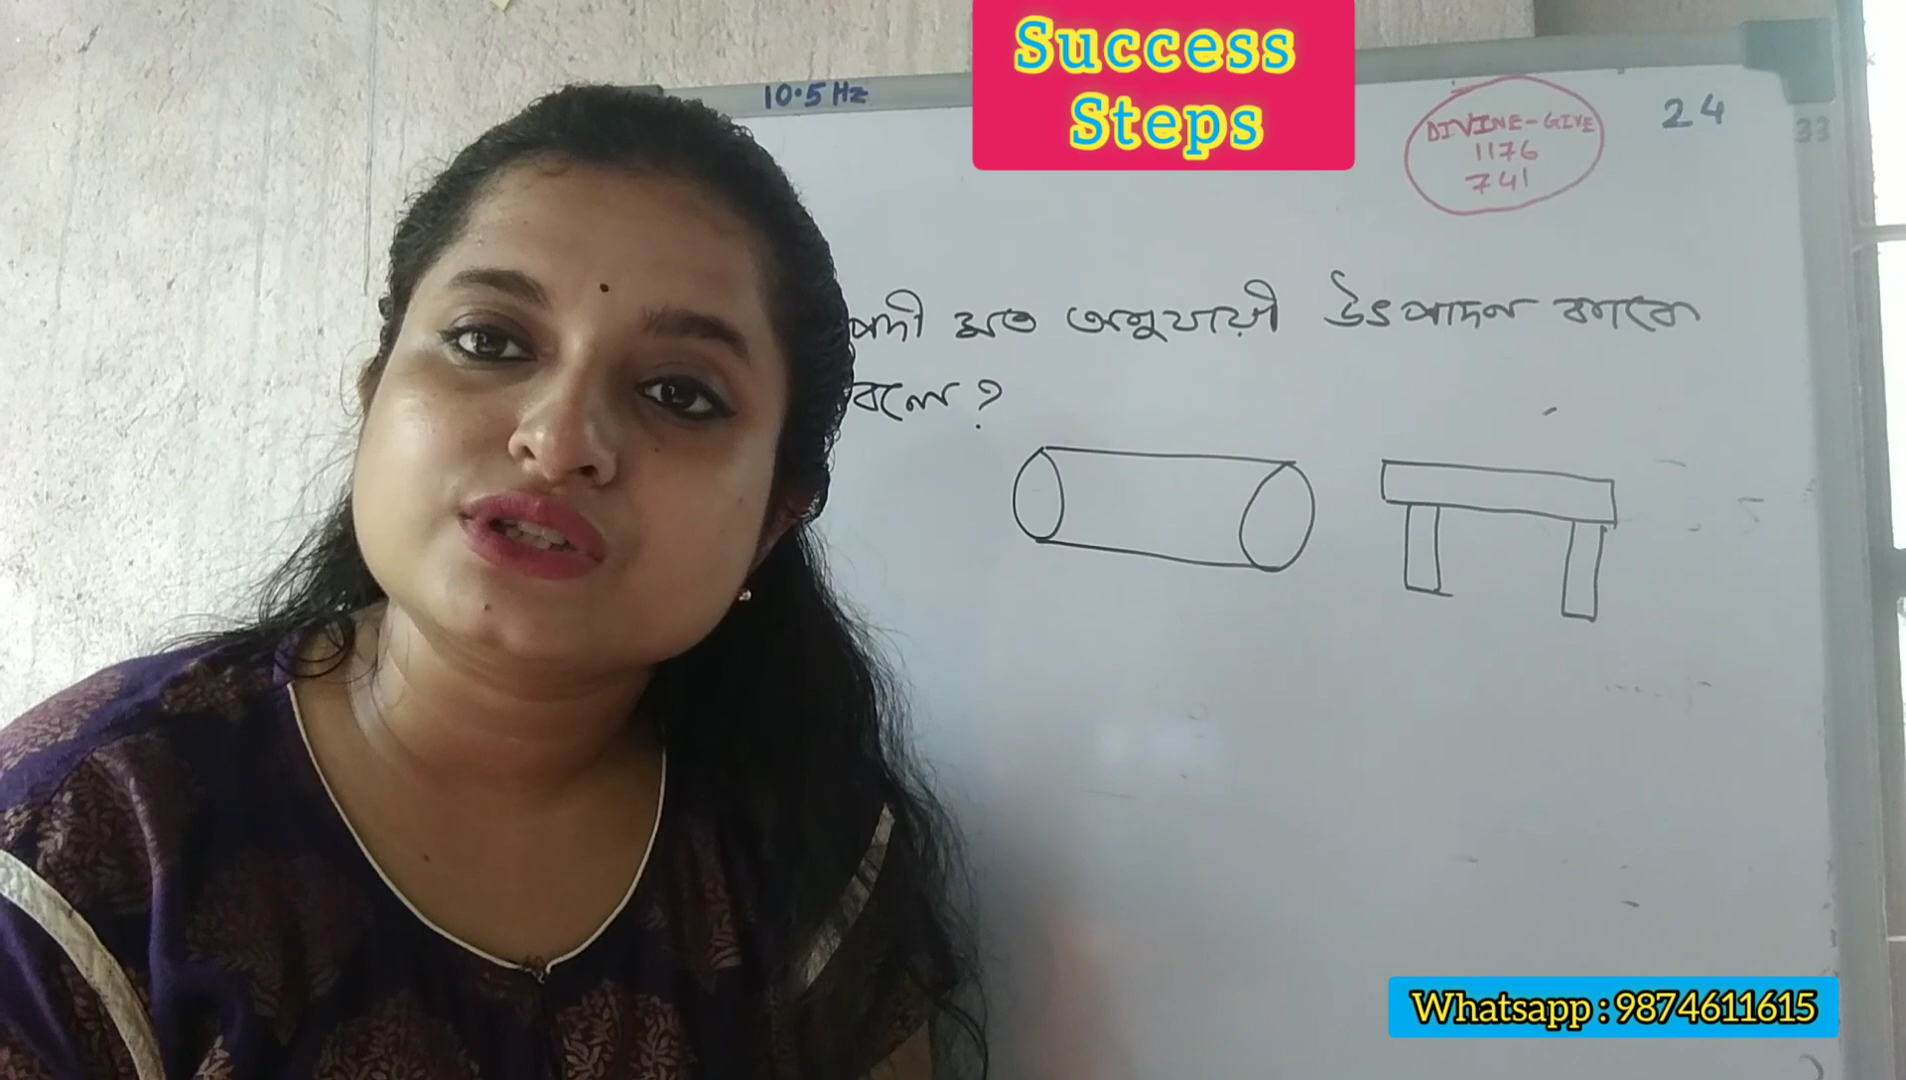 Success
Steps
10.5 Hz
DIVINE-GIVE
1176
741
24
33
মত অনুযায়ী উৎপাদন কাকে
বলে?
Whatsapp : 9874611615